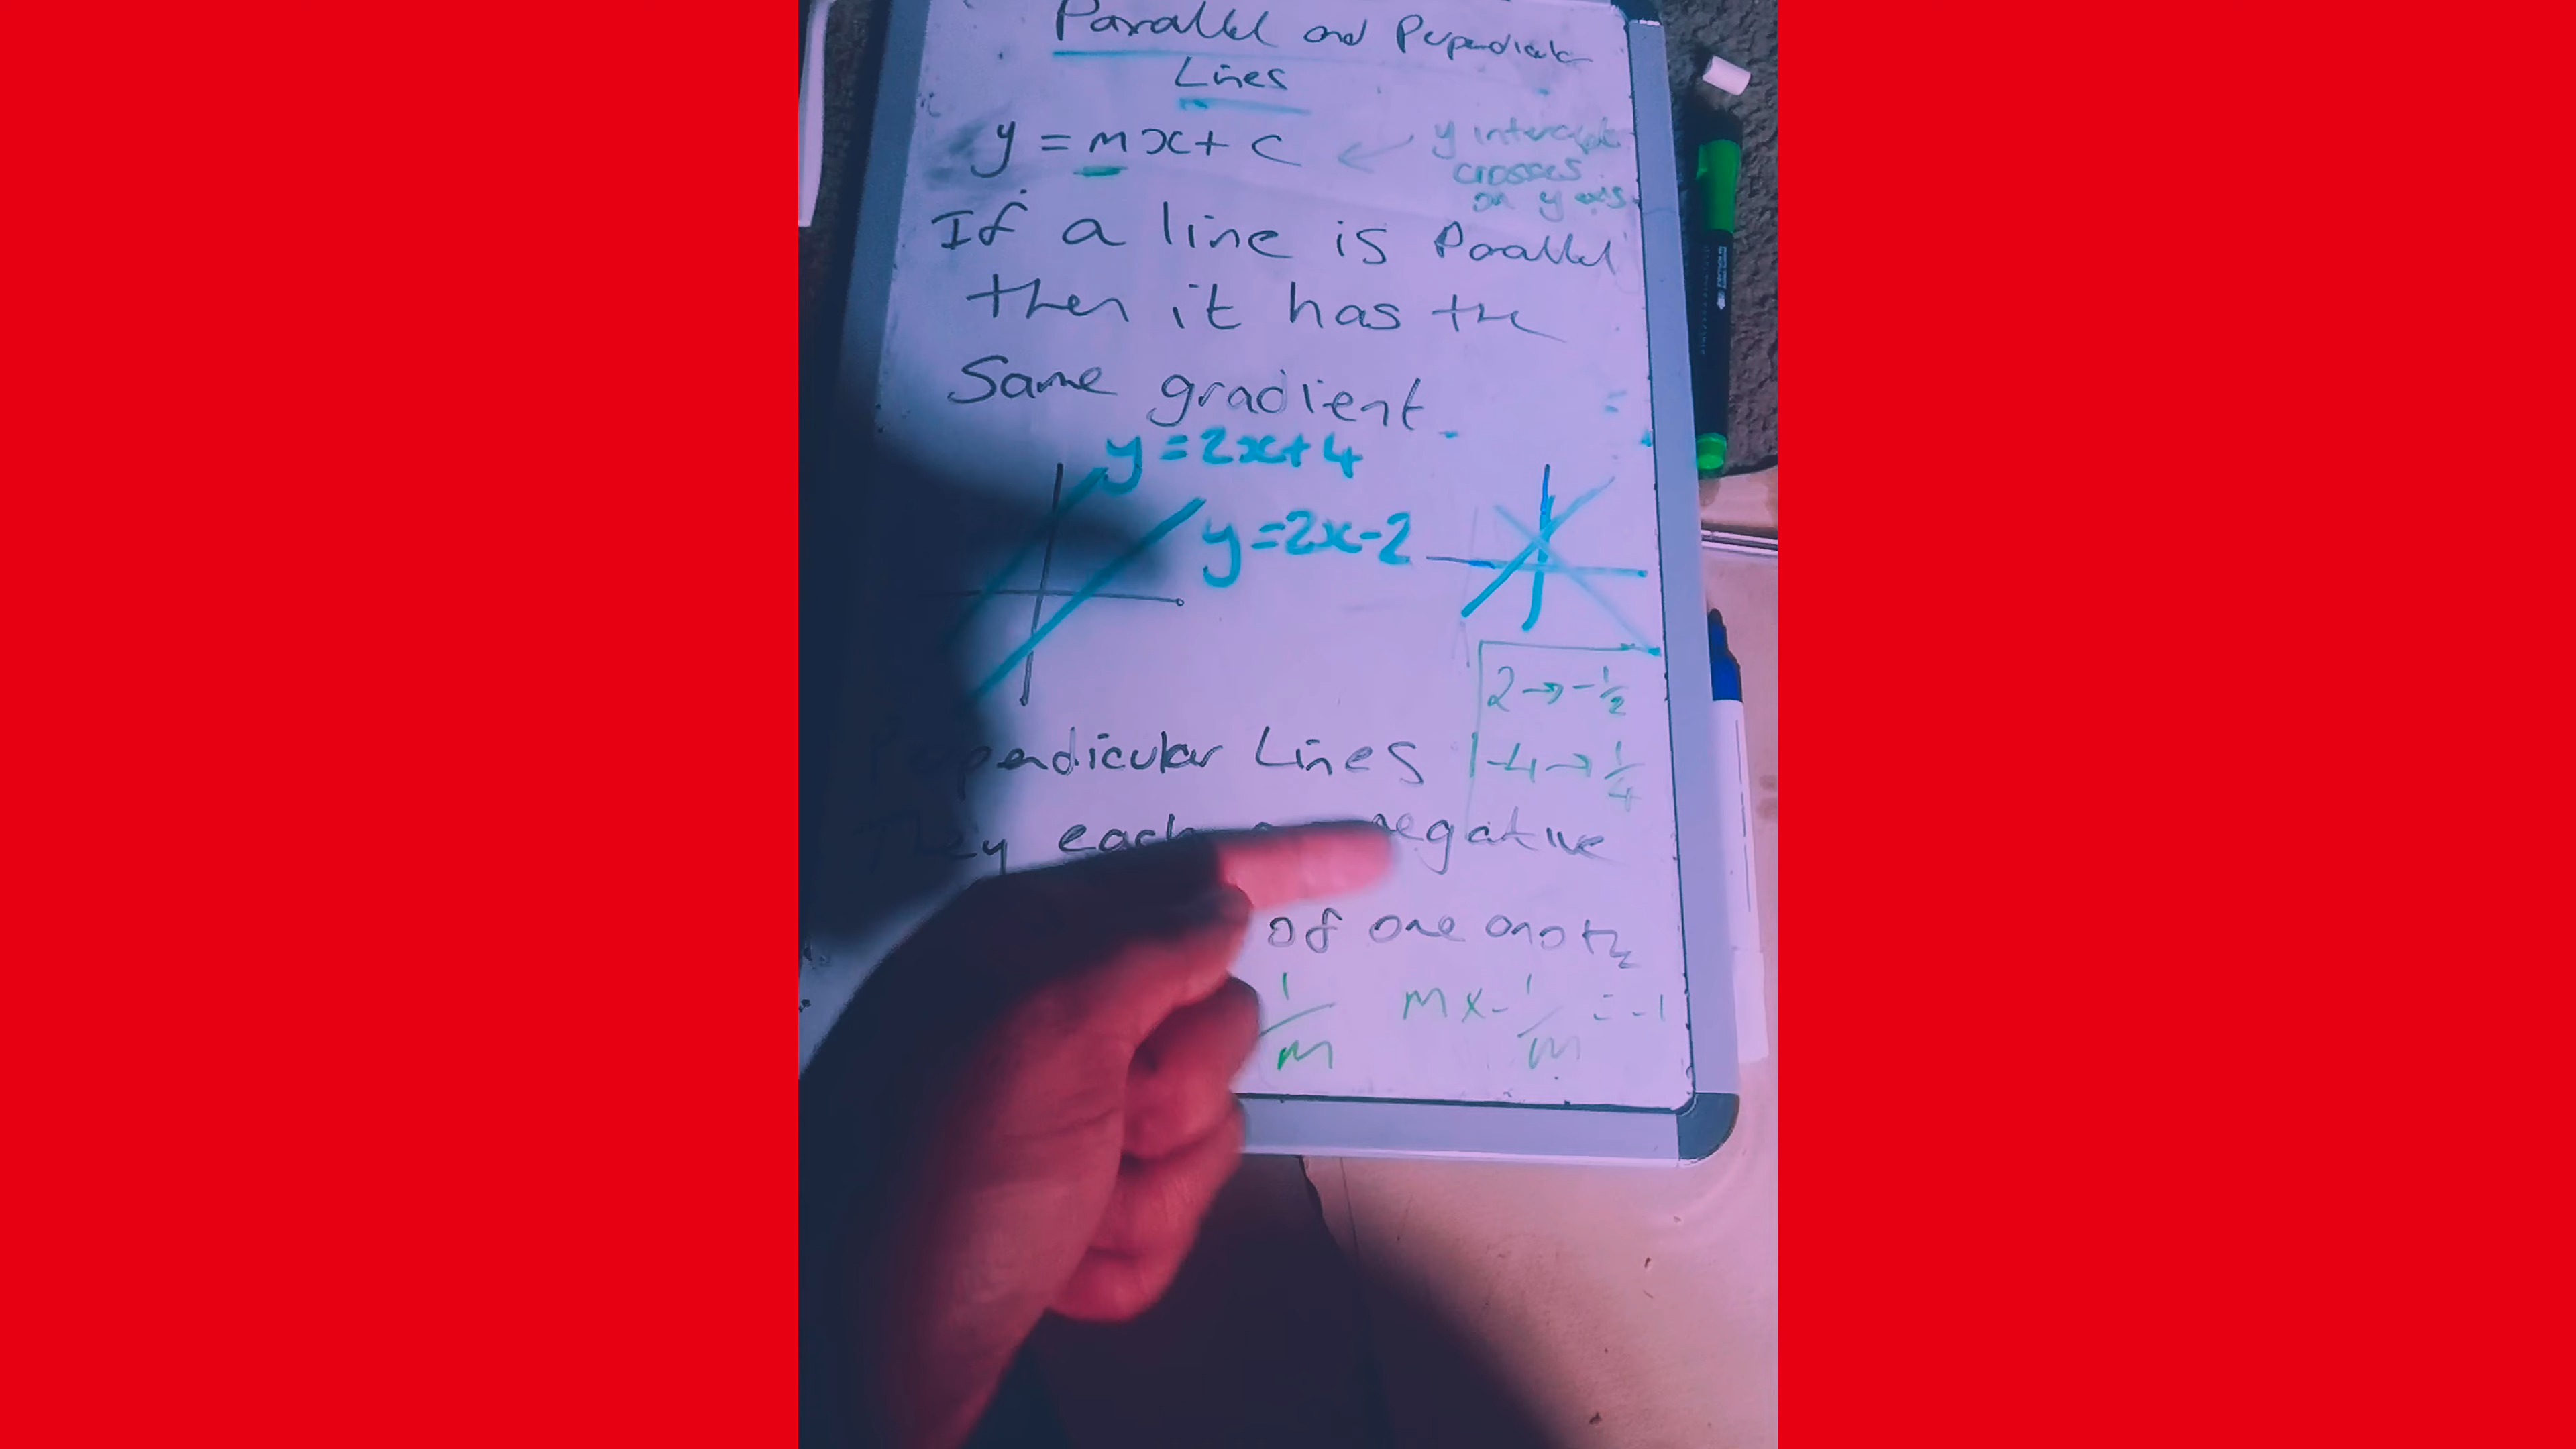 Parallel and Perpendicular
Lines
y = mx + c
y intercept
crosses
on y axis
If a line is Parallel
then it has the
Same gradient.
y = 2x + 4
y = 2x - 2
2 → -1/2
-4 → 1/4
Perpendicular Lines
They each negative
of one
1/m m x -1/m = -1